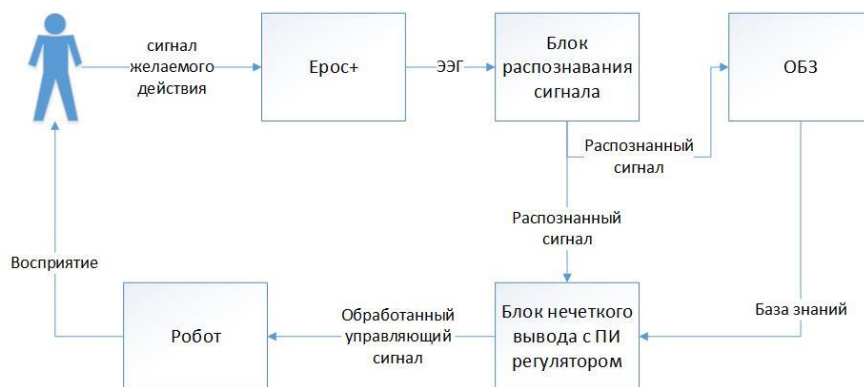 сигнал
желаемого
действия
Epoc+
ЭЭГ
Блок
распознавания
сигнала
ОБЗ
Распознанный
сигнал
Распознанный
сигнал
База знаний
Блок нечеткого
вывода с ПИ
регулятором
Обработанный
управляющий
сигнал
Робот
Восприятие